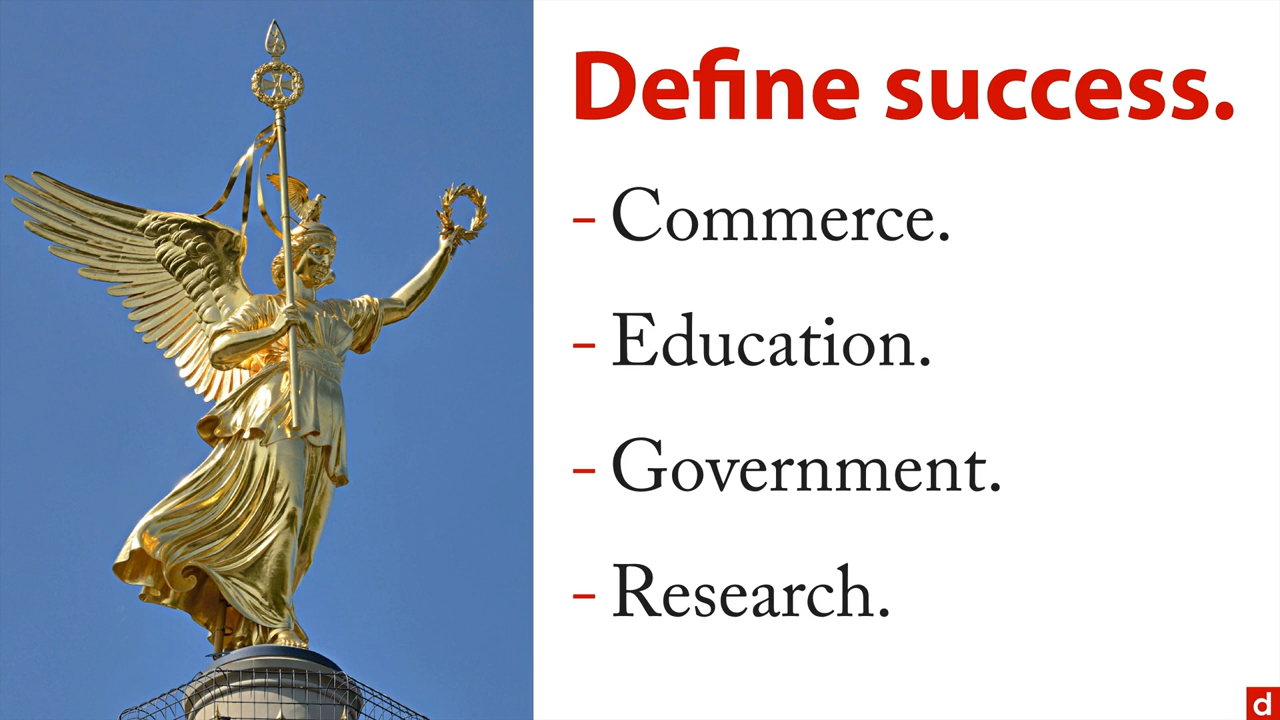 Define success.
– Commerce.
– Education.
– Government.
– Research.
d